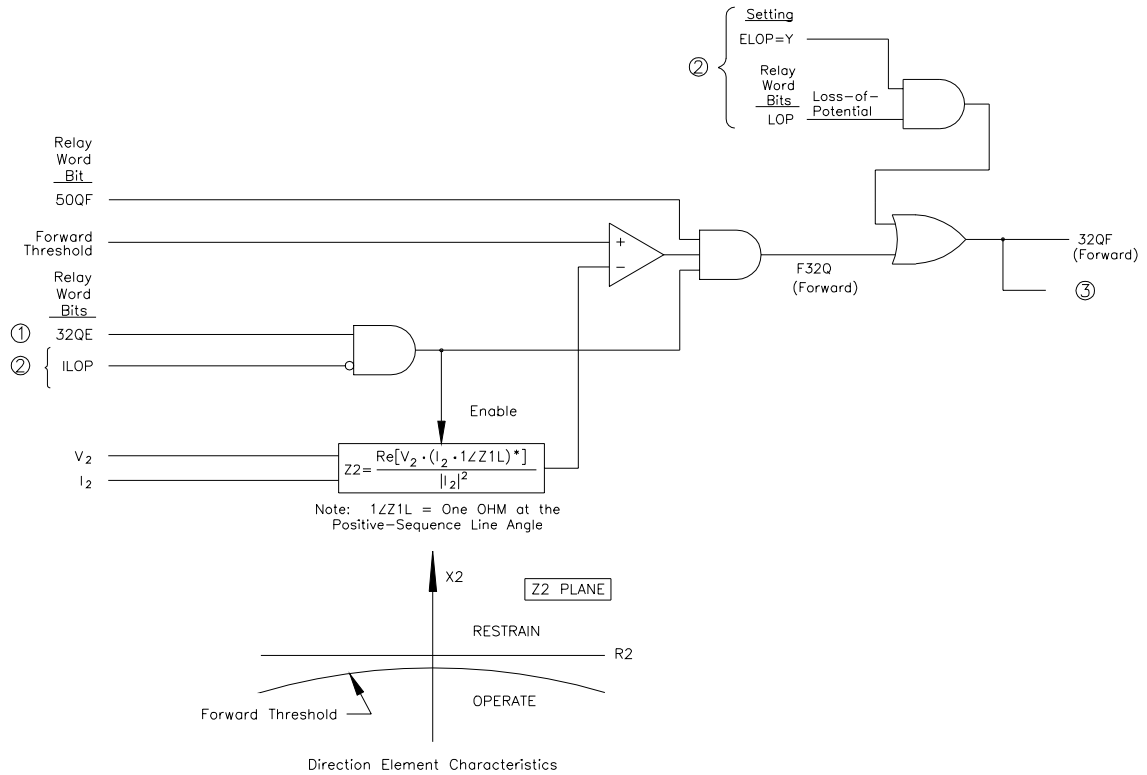 Setting
ELOP=Y
②
Relay
Word
Bits
LOP
Loss-of-
Potential
Relay
Word
Bit
50QF
Forward
Threshold
+
−
F32Q
(Forward)
32QF
(Forward)
③
Relay
Word
Bits
① 32QE
② ILOP
Enable
V₂
I₂
Z2= Re[V₂·(I₂·1∠Z1L)*]
|I₂|²
Note: 1∠Z1L = One OHM at the
Positive-Sequence Line Angle
X2
Z2 PLANE
RESTRAIN
R2
OPERATE
Forward Threshold
Direction Element Characteristics